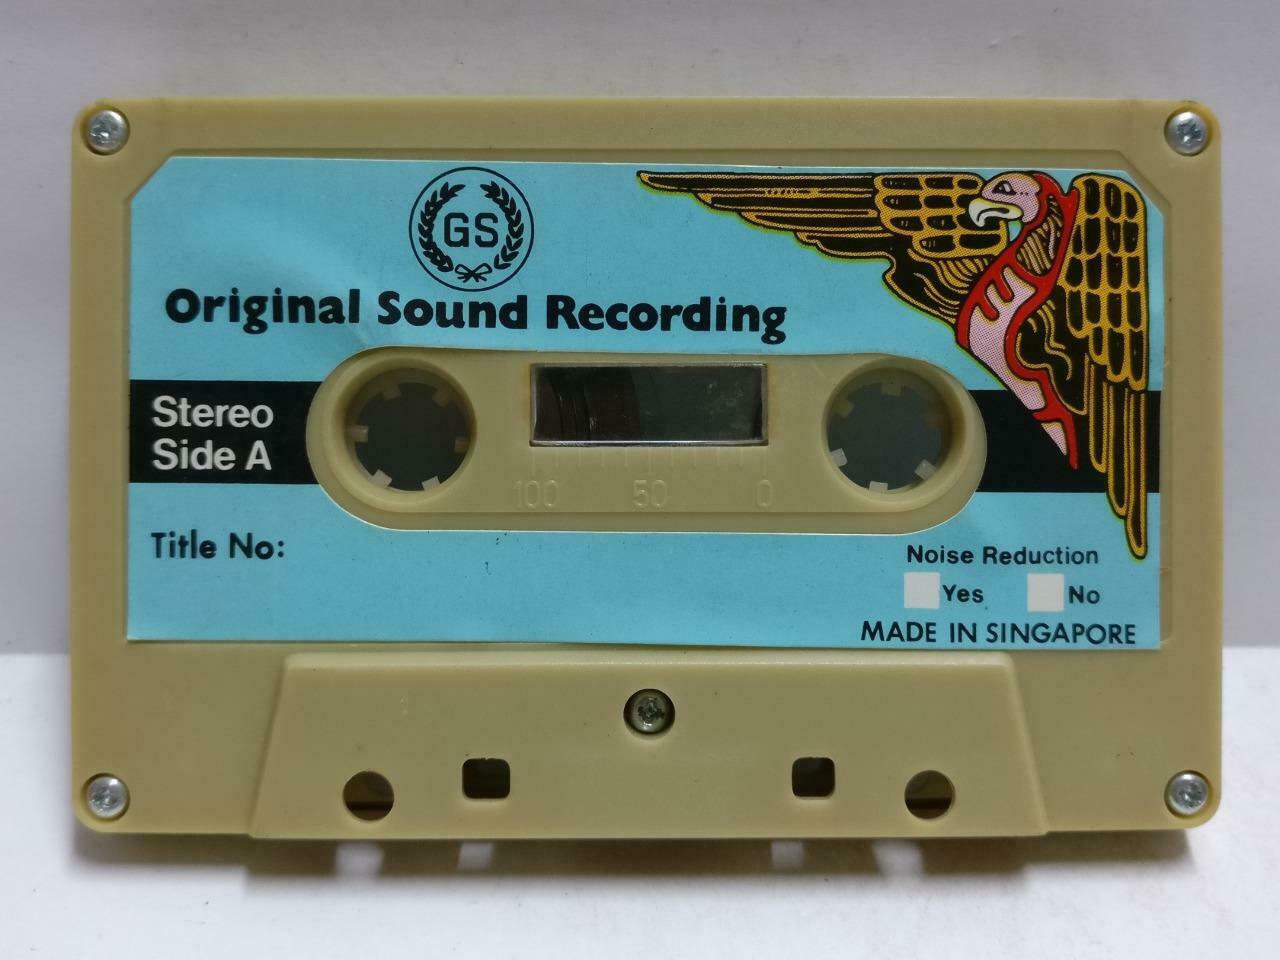 GS
Original Sound Recording
Stereo
Side A
100 50 0
Title No:
Noise Reduction
Yes No
MADE IN SINGAPORE